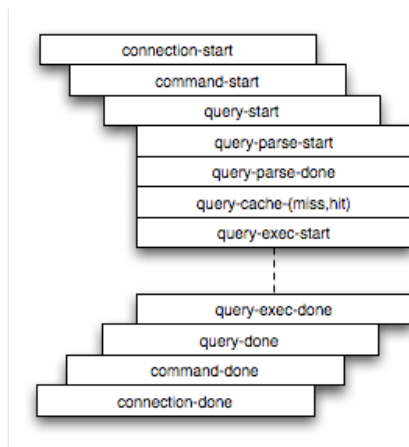 connection-start
command-start
query-start
query-parse-start
query-parse-done
query-cache-(miss,hit)
query-exec-start
query-exec-done
query-done
command-done
connection-done